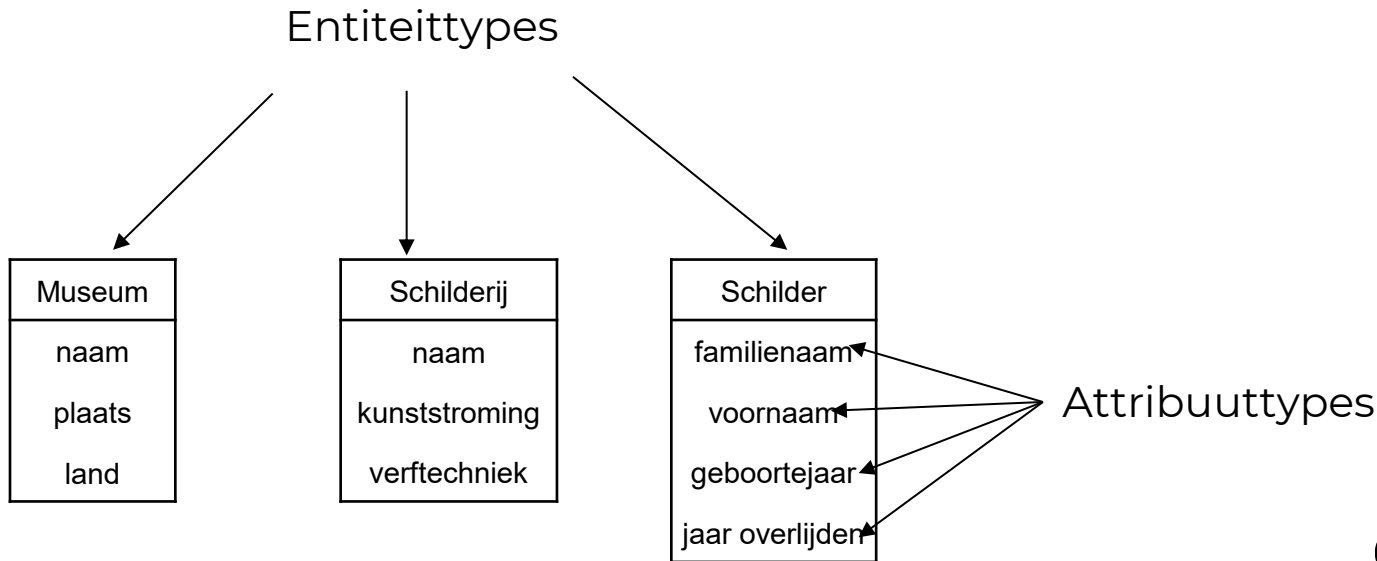 Entiteittypes
Museum
naam
plaats
land
Schilderij
naam
kunststroming
verftechniek
Schilder
familienaam
voornaam
geboortejaar
jaar overlijden
Attribuuttypes